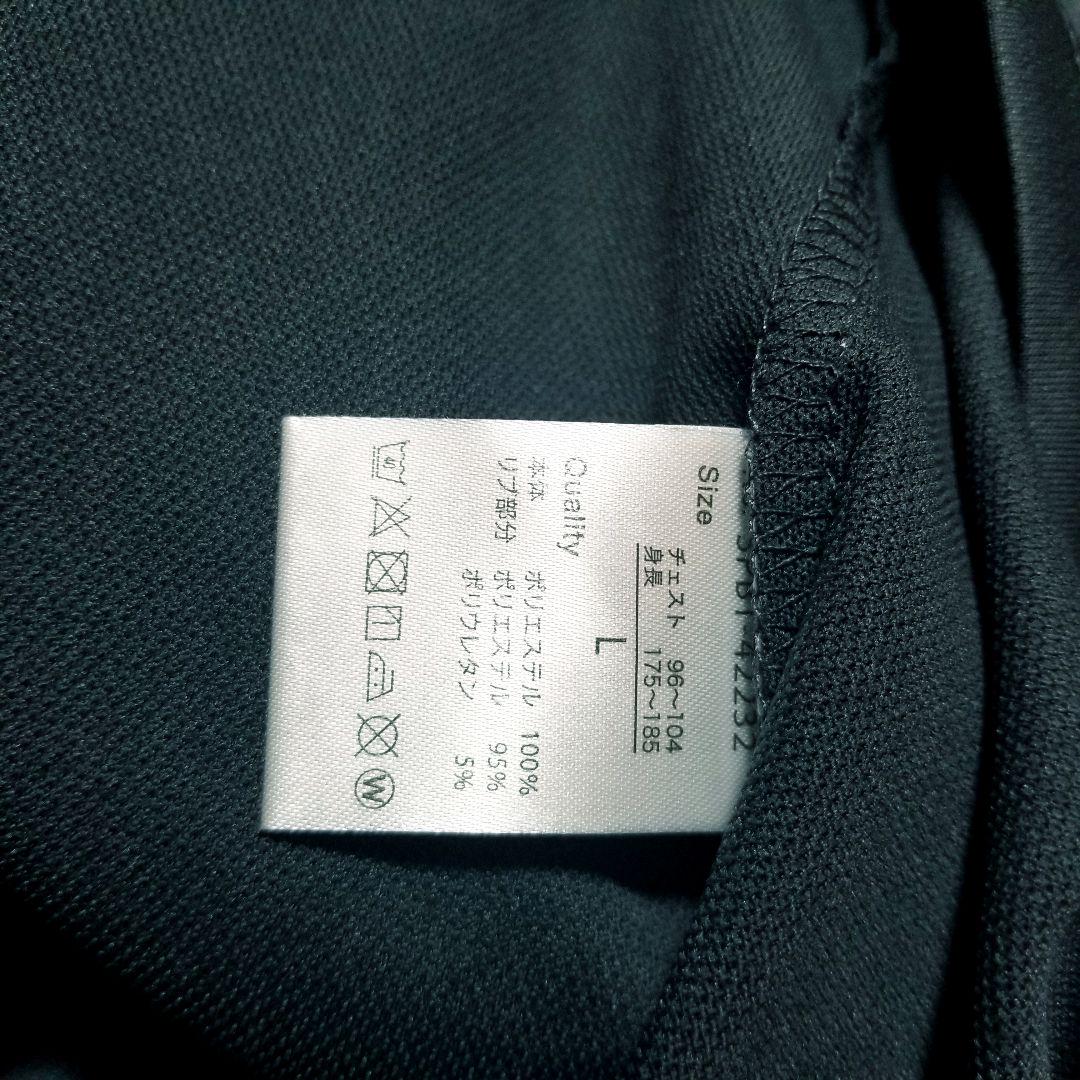 Size
チェスト 96〜104
身長 175〜185
L
Quality
本体 ポリエステル 100%
リブ部分 ポリエステル 95%
ポリウレタン 5%
40
W